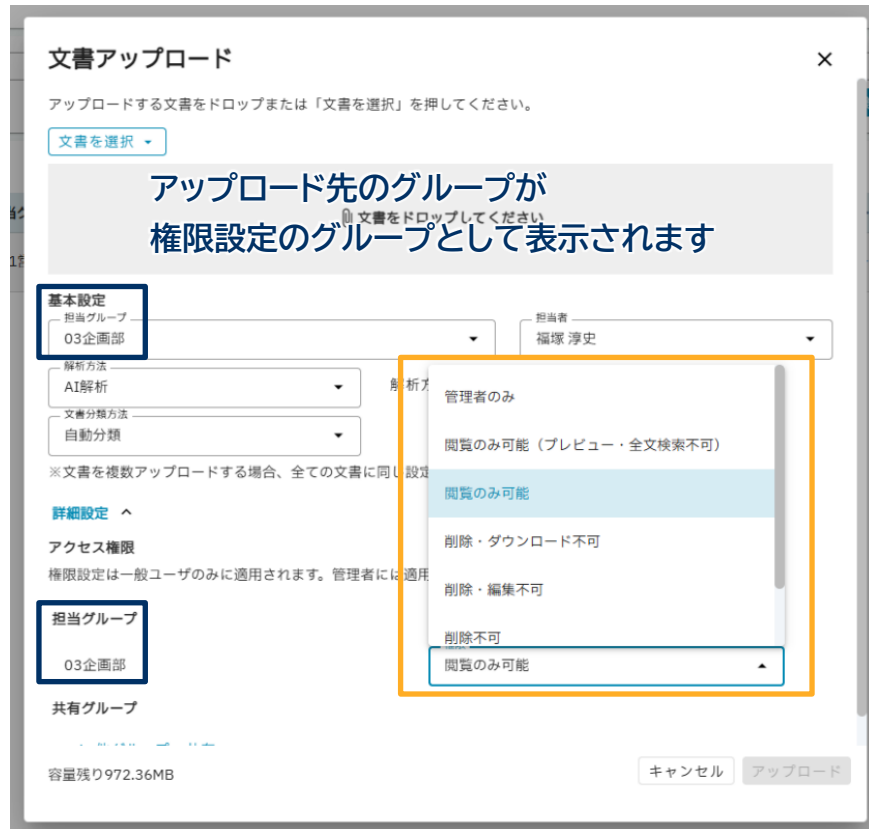 文書アップロード
アップロードする文書をドロップまたは「文書を選択」を押してください。
文書を選択
アップロード先のグループが
文書をドロップしてください
権限設定のグループとして表示されます
基本設定
担当グループ
03企画部
担当者
福塚 淳史
解析方法
AI解析
解析方
文書分類方法
自動分類
※文書を複数アップロードする場合、全ての文書に同じ設定
詳細設定
アクセス権限
権限設定は一般ユーザのみに適用されます。管理者には適用
管理者のみ
閲覧のみ可能（プレビュー・全文検索不可）
閲覧のみ可能
削除・ダウンロード不可
削除・編集不可
削除不可
担当グループ
03企画部
閲覧のみ可能
共有グループ
容量残り972.36MB
キャンセル
アップロード